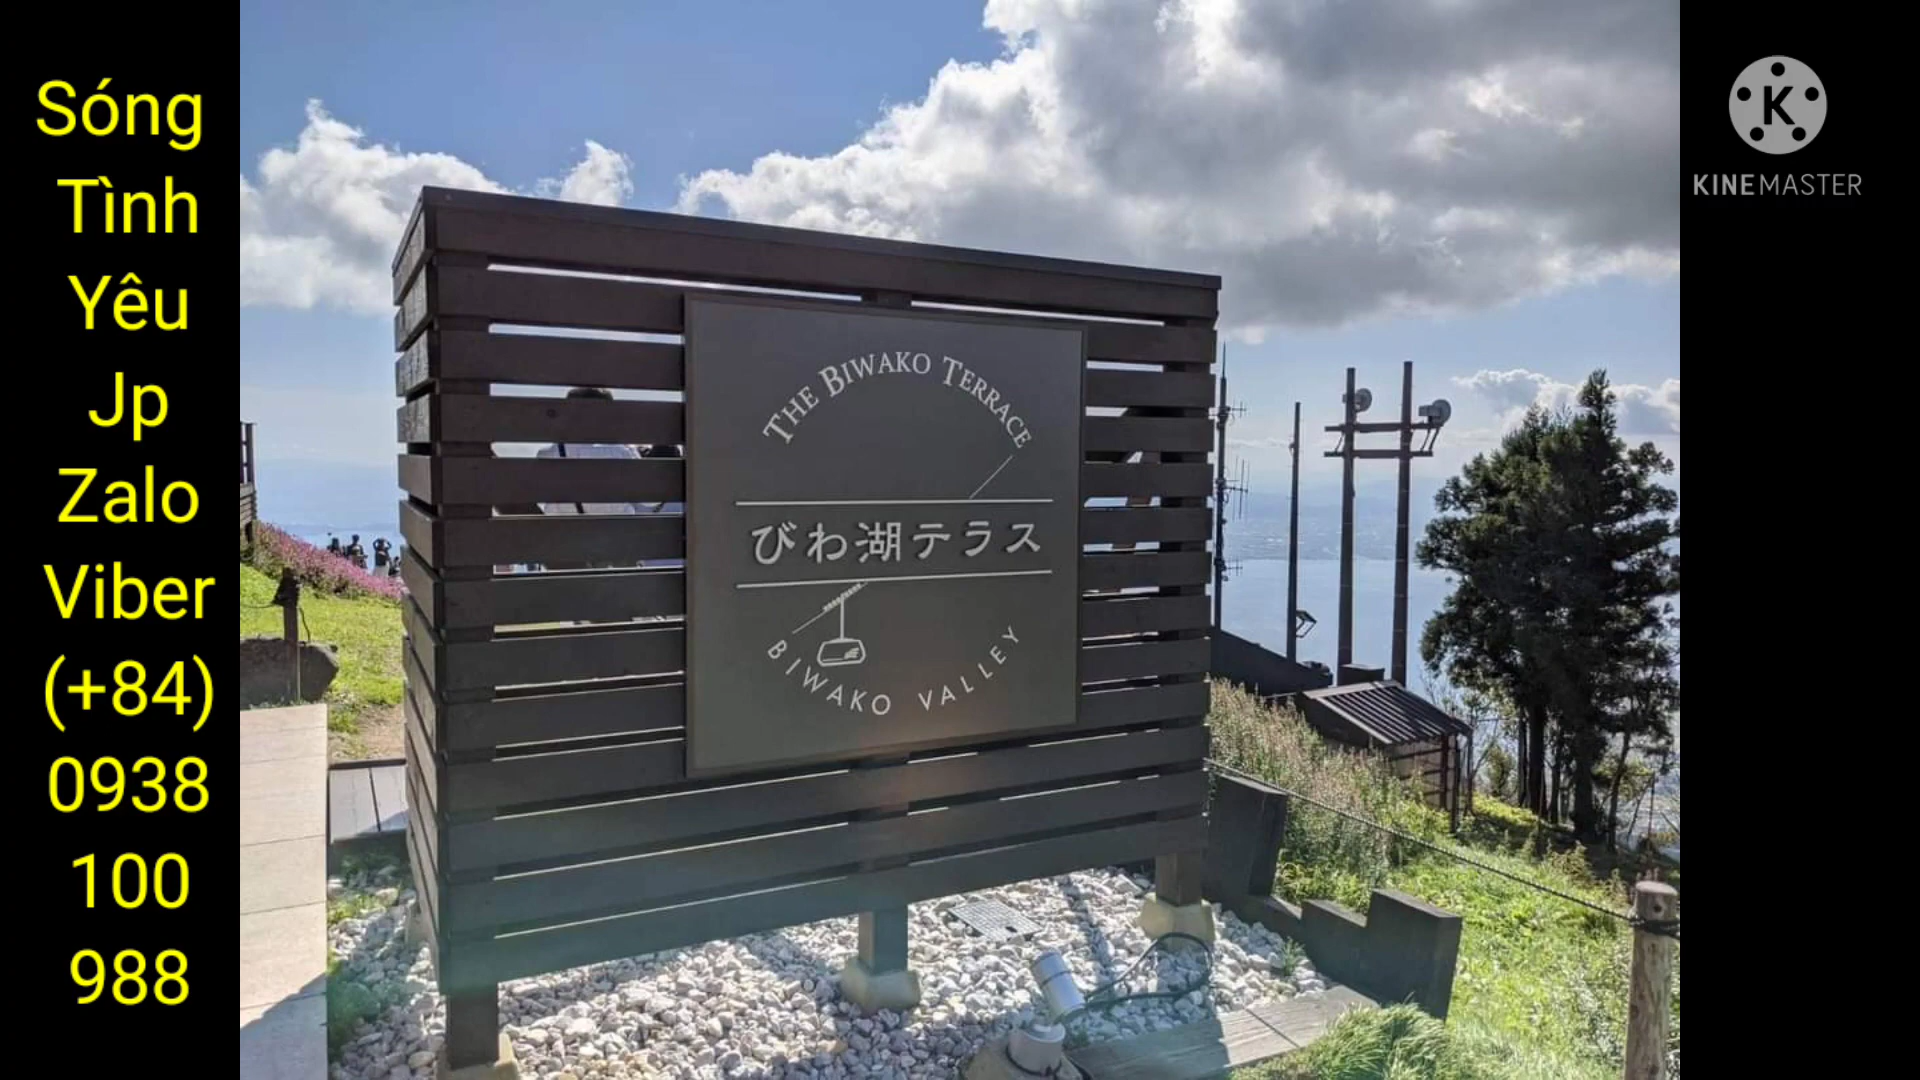 Sóng
Tình
Yêu
Jp
Zalo
Viber
(+84)
0938
100
988
THE BIWAKO TERRACE
びわ湖テラス
BIWAKO VALLEY
K
KINEMASTER